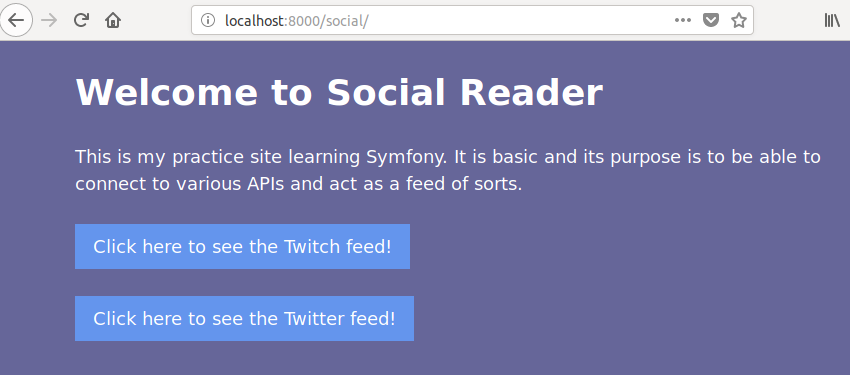 localhost:8000/social/
Welcome to Social Reader
This is my practice site learning Symfony. It is basic and its purpose is to be able to
connect to various APIs and act as a feed of sorts.
Click here to see the Twitch feed!
Click here to see the Twitter feed!